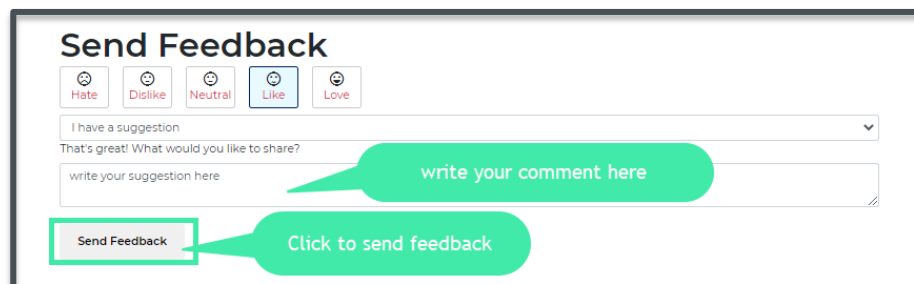 Send Feedback
Hate Dislike Neutral Like Love
I have a suggestion
That's great! What would you like to share?
write your suggestion here
write your comment here
Send Feedback
Click to send feedback